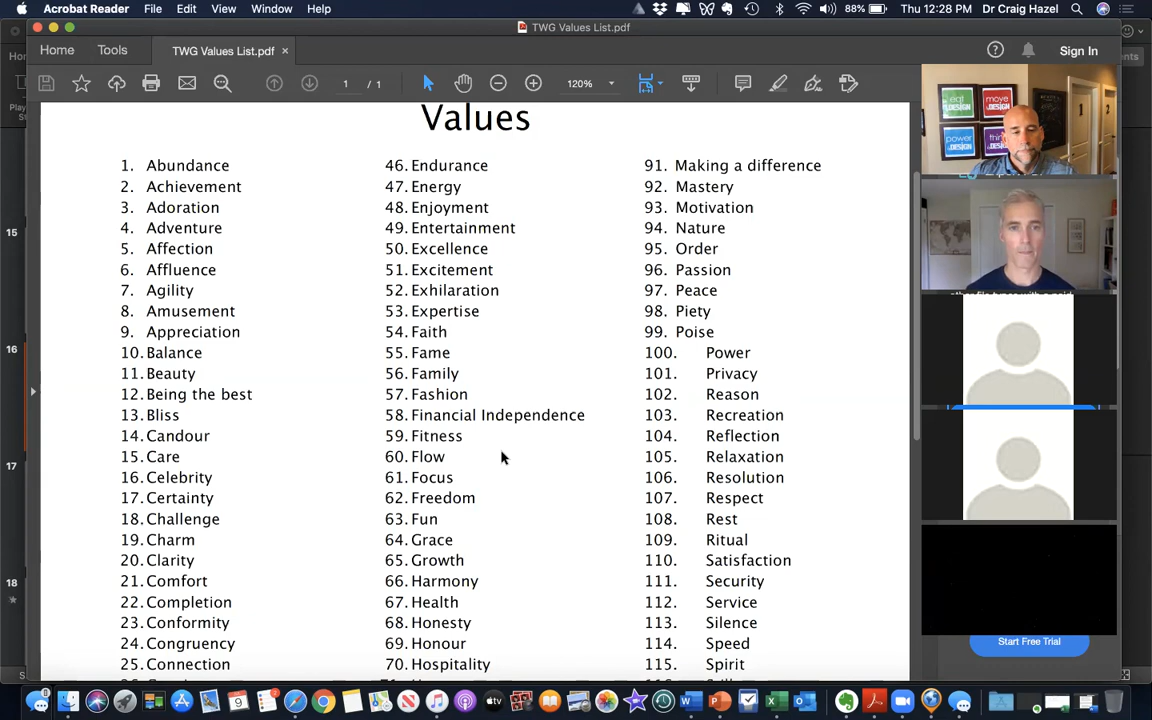 Acrobat Reader File Edit View Window Help 88% Thu 12:28 PM Dr Craig Hazel
TWG Values List.pdf
Home Tools TWG Values List.pdf × Sign In
1 / 1 120%
Values
1. Abundance
2. Achievement
3. Adoration
4. Adventure
5. Affection
6. Affluence
7. Agility
8. Amusement
9. Appreciation
10. Balance
11. Beauty
12. Being the best
13. Bliss
14. Candour
15. Care
16. Celebrity
17. Certainty
18. Challenge
19. Charm
20. Clarity
21. Comfort
22. Completion
23. Conformity
24. Congruency
25. Connection
46. Endurance
47. Energy
48. Enjoyment
49. Entertainment
50. Excellence
51. Excitement
52. Exhilaration
53. Expertise
54. Faith
55. Fame
56. Family
57. Fashion
58. Financial Independence
59. Fitness
60. Flow
61. Focus
62. Freedom
63. Fun
64. Grace
65. Growth
66. Harmony
67. Health
68. Honesty
69. Honour
70. Hospitality
91. Making a difference
92. Mastery
93. Motivation
94. Nature
95. Order
96. Passion
97. Peace
98. Piety
99. Poise
100. Power
101. Privacy
102. Reason
103. Recreation
104. Reflection
105. Relaxation
106. Resolution
107. Respect
108. Rest
109. Ritual
110. Satisfaction
111. Security
112. Service
113. Silence
114. Speed
115. Spirit
15
16
17
18
eat
DESIGN
move
DESIGN
power
DESIGN
Start Free Trial